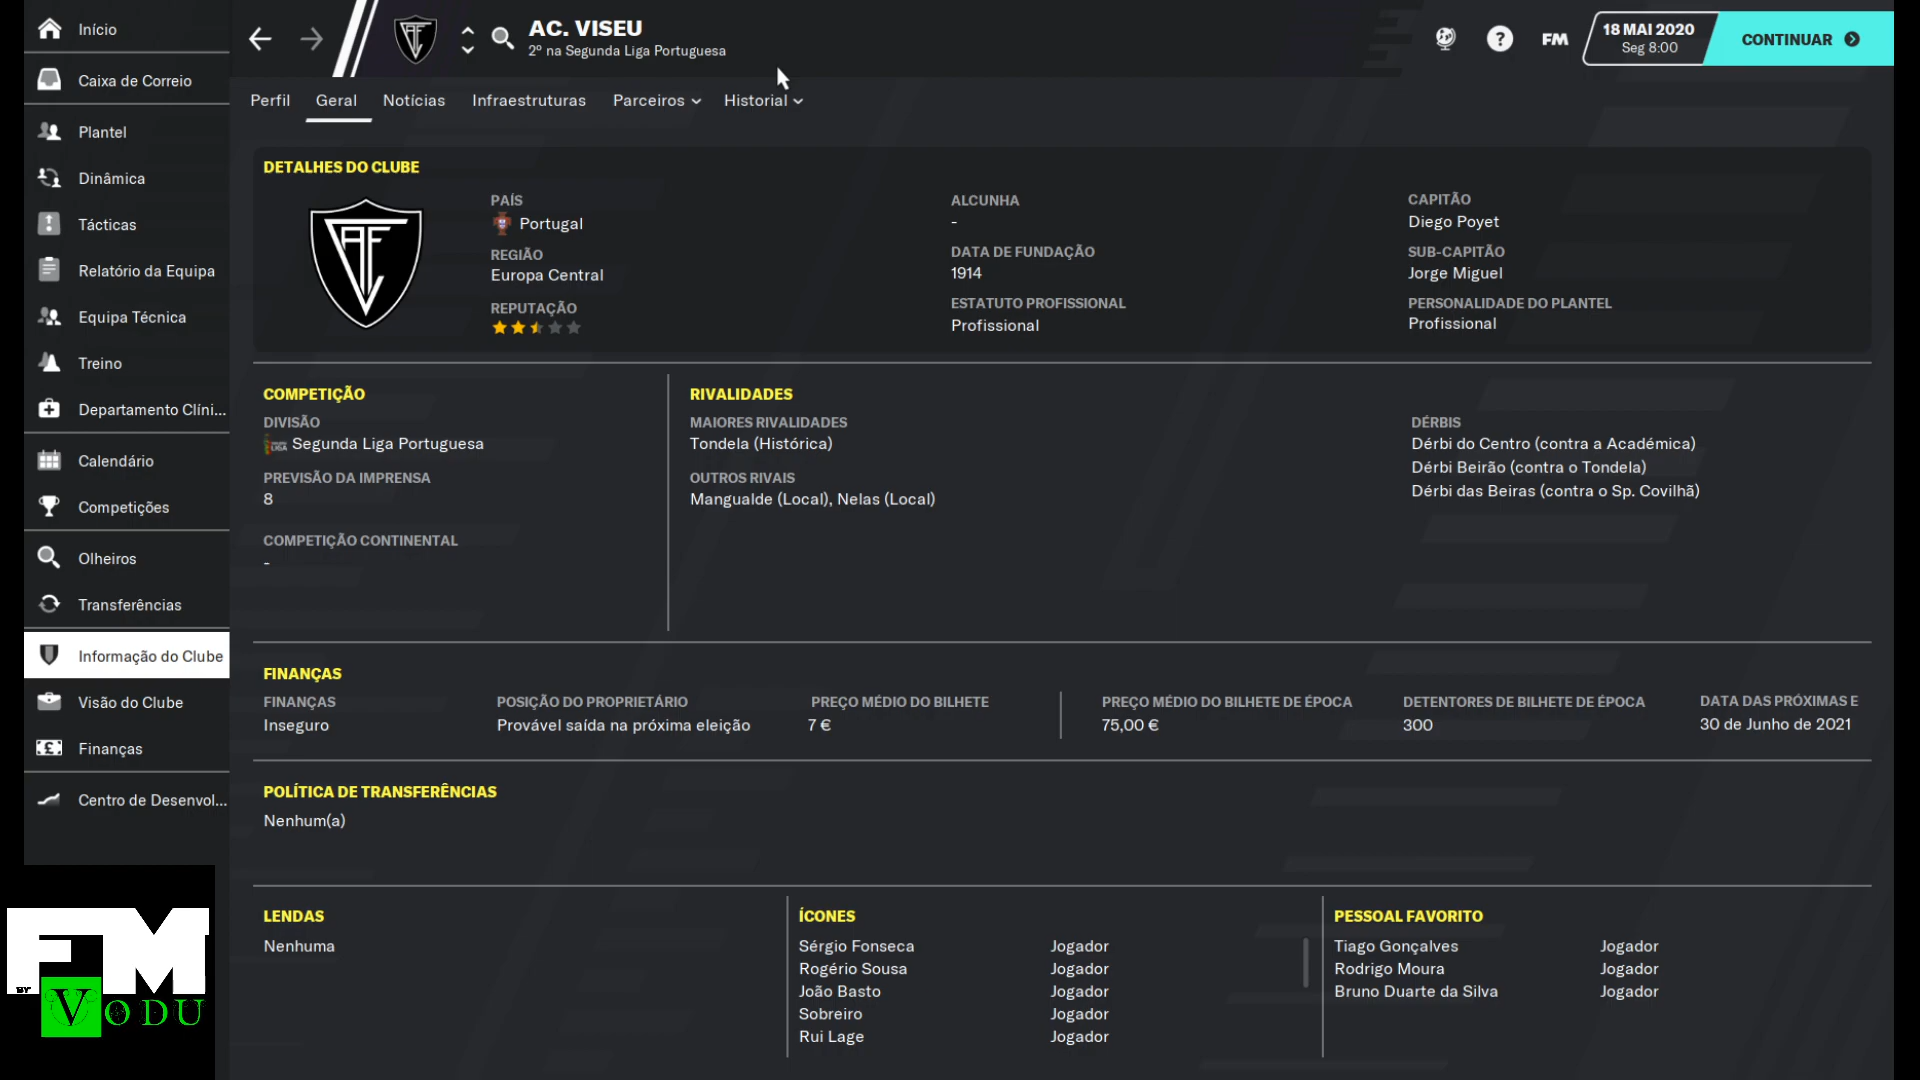 Início
Caixa de Correio
Plantel
Dinâmica
Tácticas
Relatório da Equipa
Equipa Técnica
Treino
Departamento Clíni...
Calendário
Competições
Olheiros
Transferências
Informação do Clube
Visão do Clube
Finanças
Centro de Desenvol...
FM
BY
VODU
AC. VISEU
2º na Segunda Liga Portuguesa
FM
18 MAI 2020
Seg 8:00
CONTINUAR
Perfil
Geral
Notícias
Infraestruturas
Parceiros
Historial
DETALHES DO CLUBE
PAÍS
Portugal
REGIÃO
Europa Central
REPUTAÇÃO
ALCUNHA
-
DATA DE FUNDAÇÃO
1914
ESTATUTO PROFISSIONAL
Profissional
CAPITÃO
Diego Poyet
SUB-CAPITÃO
Jorge Miguel
PERSONALIDADE DO PLANTEL
Profissional
COMPETIÇÃO
DIVISÃO
Segunda Liga Portuguesa
PREVISÃO DA IMPRENSA
8
COMPETIÇÃO CONTINENTAL
-
RIVALIDADES
MAIORES RIVALIDADES
Tondela (Histórica)
OUTROS RIVAIS
Mangualde (Local), Nelas (Local)
DÉRBIS
Dérbi do Centro (contra a Académica)
Dérbi Beirão (contra o Tondela)
Dérbi das Beiras (contra o Sp. Covilhã)
FINANÇAS
FINANÇAS
Inseguro
POSIÇÃO DO PROPRIETÁRIO
Provável saída na próxima eleição
PREÇO MÉDIO DO BILHETE
7 €
PREÇO MÉDIO DO BILHETE DE ÉPOCA
75,00 €
DETENTORES DE BILHETE DE ÉPOCA
300
DATA DAS PRÓXIMAS E
30 de Junho de 2021
POLÍTICA DE TRANSFERÊNCIAS
Nenhum(a)
LENDAS
Nenhuma
ÍCONES
Sérgio Fonseca Jogador
Rogério Sousa Jogador
João Basto Jogador
Sobreiro Jogador
Rui Lage Jogador
PESSOAL FAVORITO
Tiago Gonçalves Jogador
Rodrigo Moura Jogador
Bruno Duarte da Silva Jogador